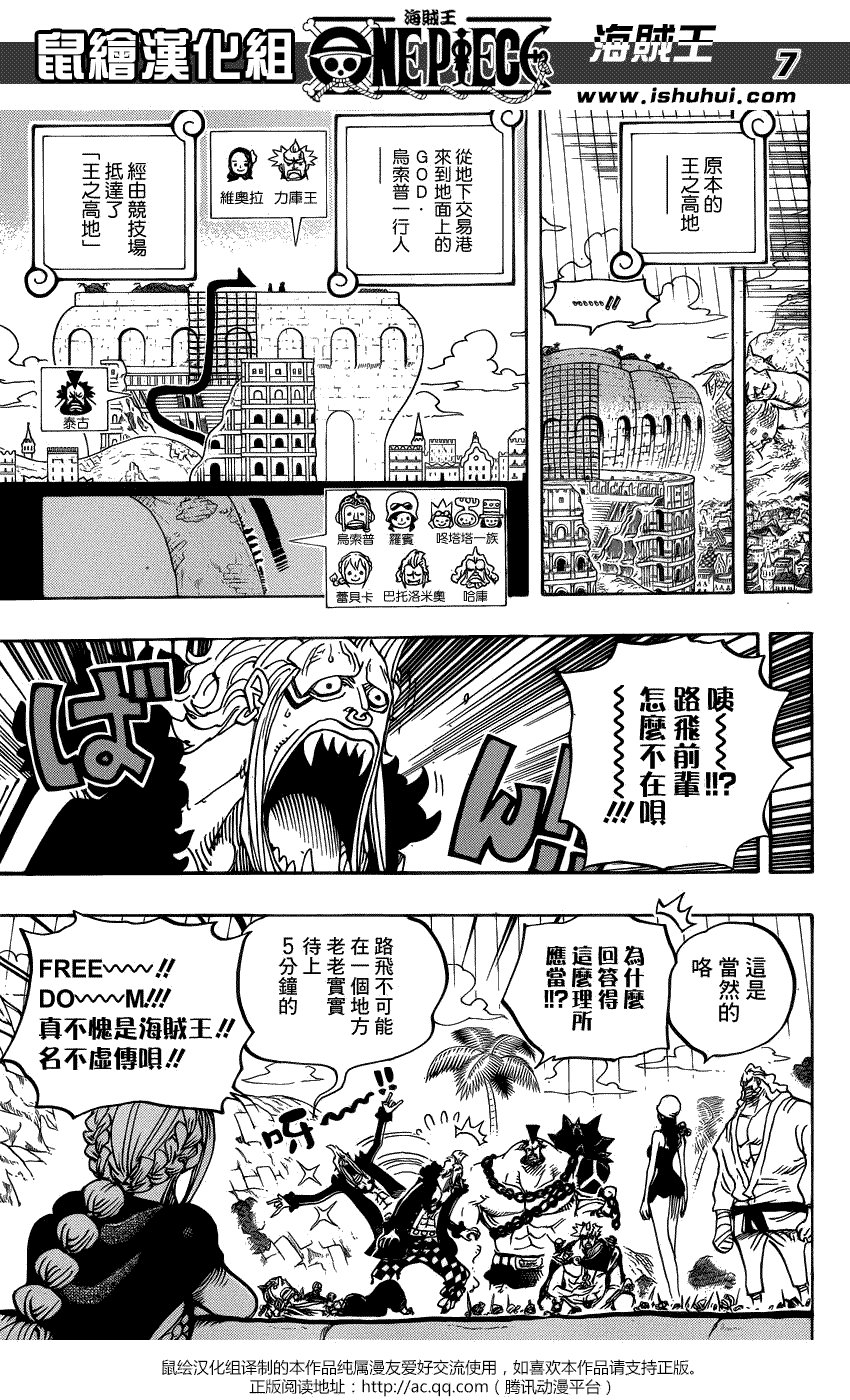 鼠繪漢化組
海賊王
ONE PIECE
海賊王
7
www.ishuhui.com
原本的
——
王之高地
……!!
從地下交易港
來到地面上的
GOD·
烏索普一行人
維奧拉
力庫王
經由競技場
抵達了
「王之高地」
泰古
烏索普
羅賓
咚塔塔一族
蕾貝卡
巴托洛米奧
哈庫
咦~~!!?
路飛前輩
怎麼不在唄
~~~~!!!
ばん
這是
當然的
咯
為什麼
回答得
這麼理所
應當!!?
路飛不可能
在一個地方
老老實實
待上
5分鐘的
呀~~!!
FREE~~~!!
DO~~~M!!!
真不愧是海賊王!!
名不虛傳唄!!
鼠绘汉化组译制的本作品纯属漫友爱好交流使用，如喜欢本作品请支持正版。
正版阅读地址：http://ac.qq.com（腾讯动漫平台）